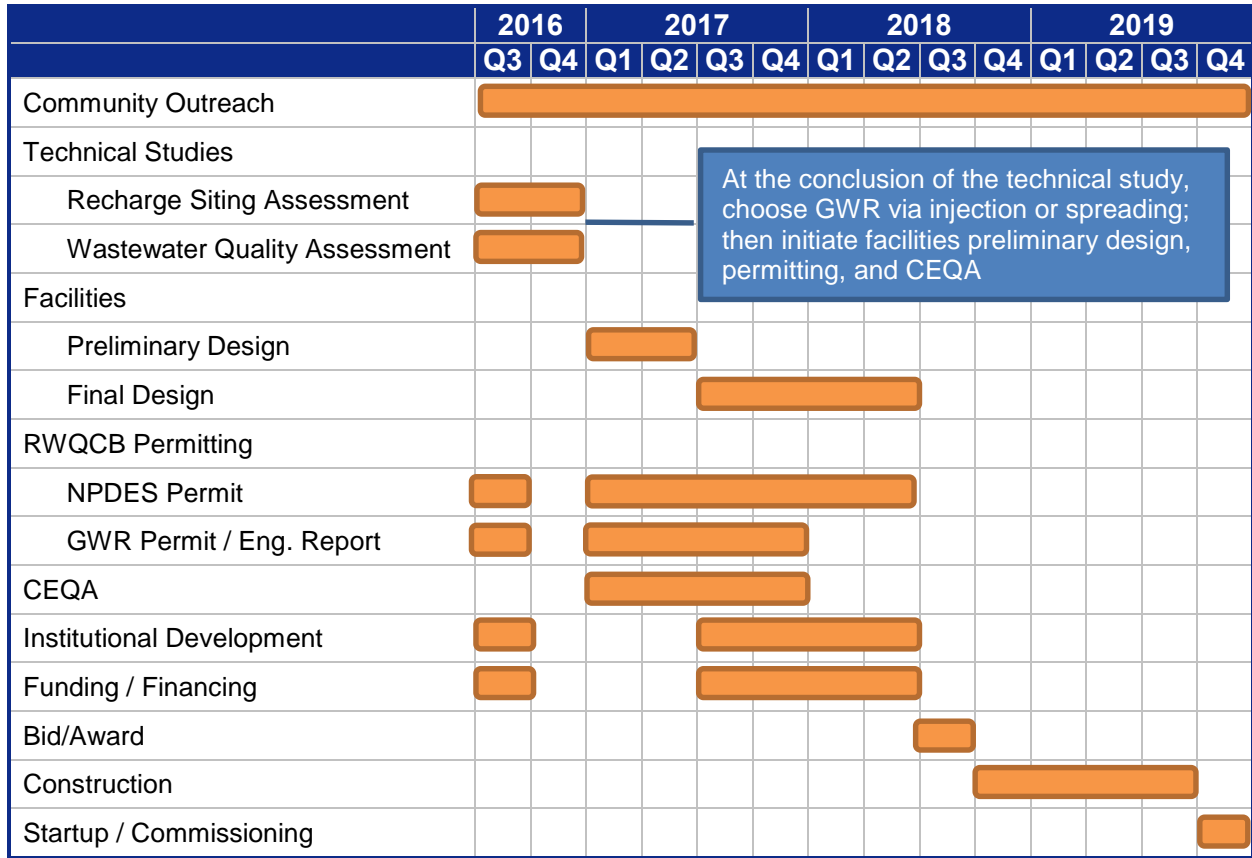 2016 2017 2018 2019
Q3 Q4 Q1 Q2 Q3 Q4 Q1 Q2 Q3 Q4 Q1 Q2 Q3 Q4
Community Outreach
Technical Studies
Recharge Siting Assessment
Wastewater Quality Assessment
At the conclusion of the technical study,
choose GWR via injection or spreading;
then initiate facilities preliminary design,
permitting, and CEQA
Facilities
Preliminary Design
Final Design
RWQCB Permitting
NPDES Permit
GWR Permit / Eng. Report
CEQA
Institutional Development
Funding / Financing
Bid/Award
Construction
Startup / Commissioning